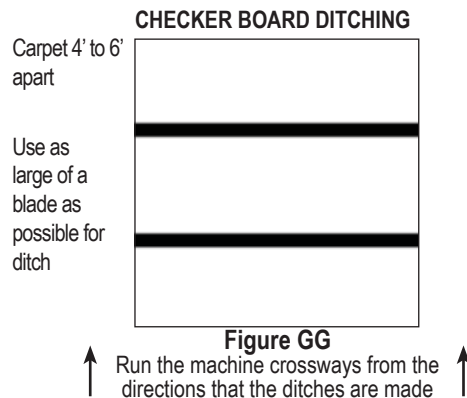 CHECKER BOARD DITCHING
Carpet 4’ to 6’
apart
Use as
large of a
blade as
possible for
ditch
Figure GG
Run the machine crossways from the
directions that the ditches are made